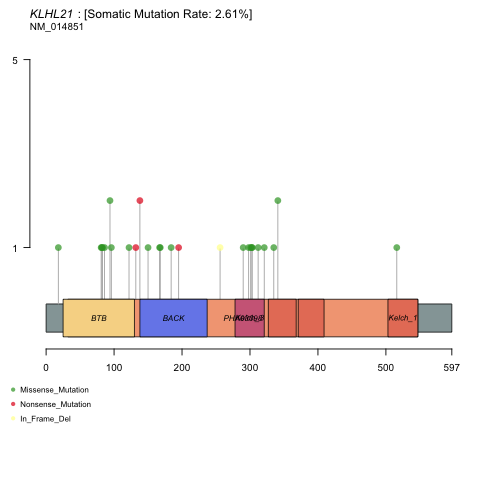 KLHL21 : [Somatic Mutation Rate: 2.61%]
NM_014851
5
1
BTB BACK Kelch_1
0 100 200 300 400 500 597
Missense_Mutation
Nonsense_Mutation
In_Frame_Del